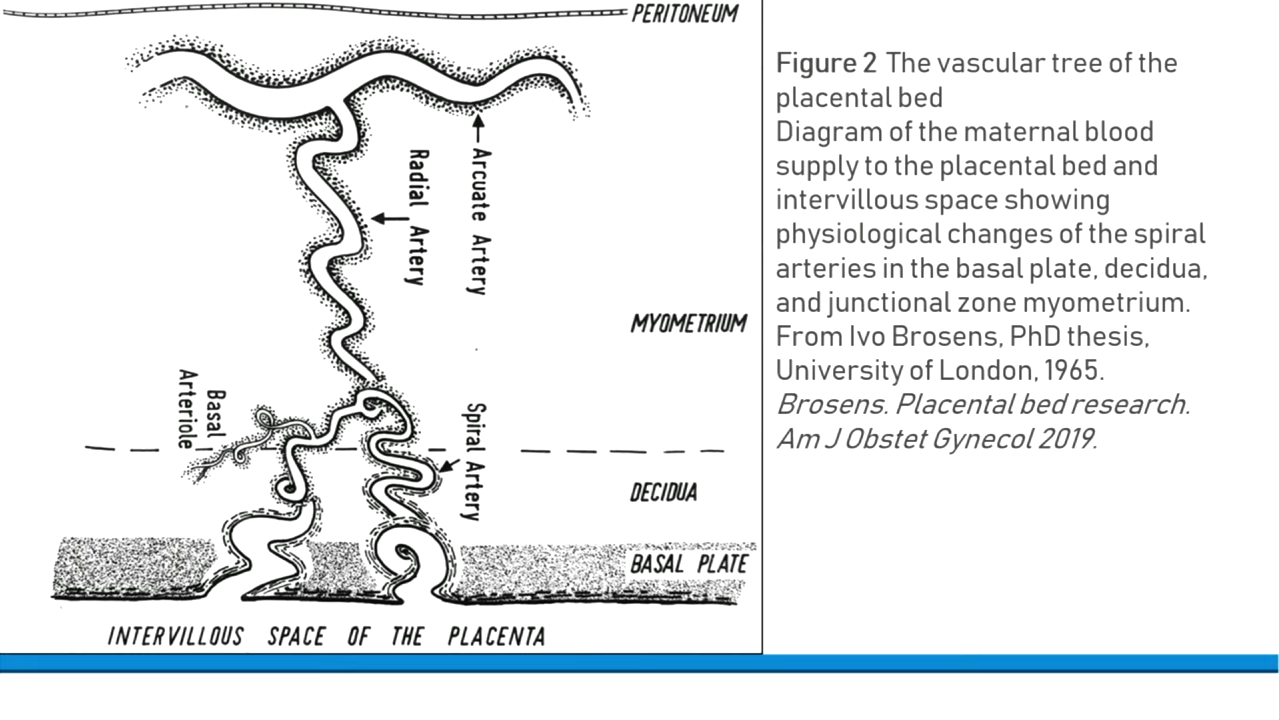 PERITONEUM
Arcuate Artery
Radial Artery
MYOMETRIUM
Basal
Arteriole
Spiral Artery
DECIDUA
BASAL PLATE
INTERVILLOUS SPACE OF THE PLACENTA
Figure 2 The vascular tree of the
placental bed
Diagram of the maternal blood
supply to the placental bed and
intervillous space showing
physiological changes of the spiral
arteries in the basal plate, decidua,
and junctional zone myometrium.
From Ivo Brosens, PhD thesis,
University of London, 1965.
Brosens. Placental bed research.
Am J Obstet Gynecol 2019.